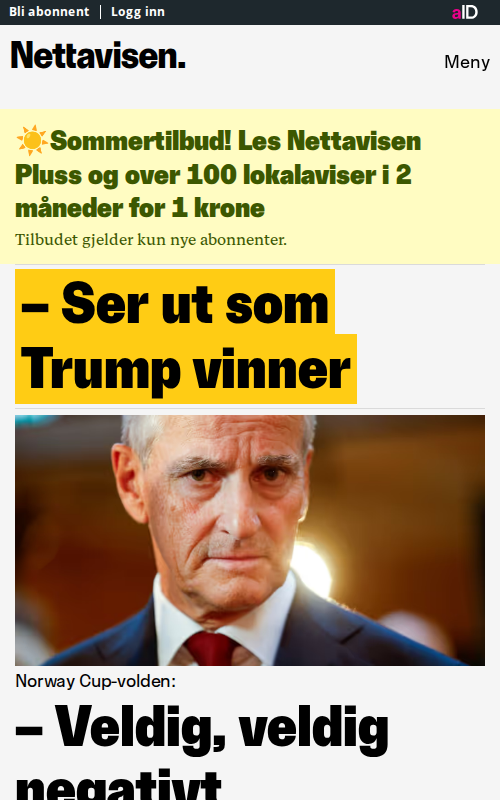 Bli abonnent | Logg inn
aID
Nettavisen.
Meny
☀️Sommertilbud! Les Nettavisen
Pluss og over 100 lokalaviser i 2
måneder for 1 krone
Tilbudet gjelder kun nye abonnenter.
– Ser ut som
Trump vinner
Norway Cup-volden:
– Veldig, veldig
negativt